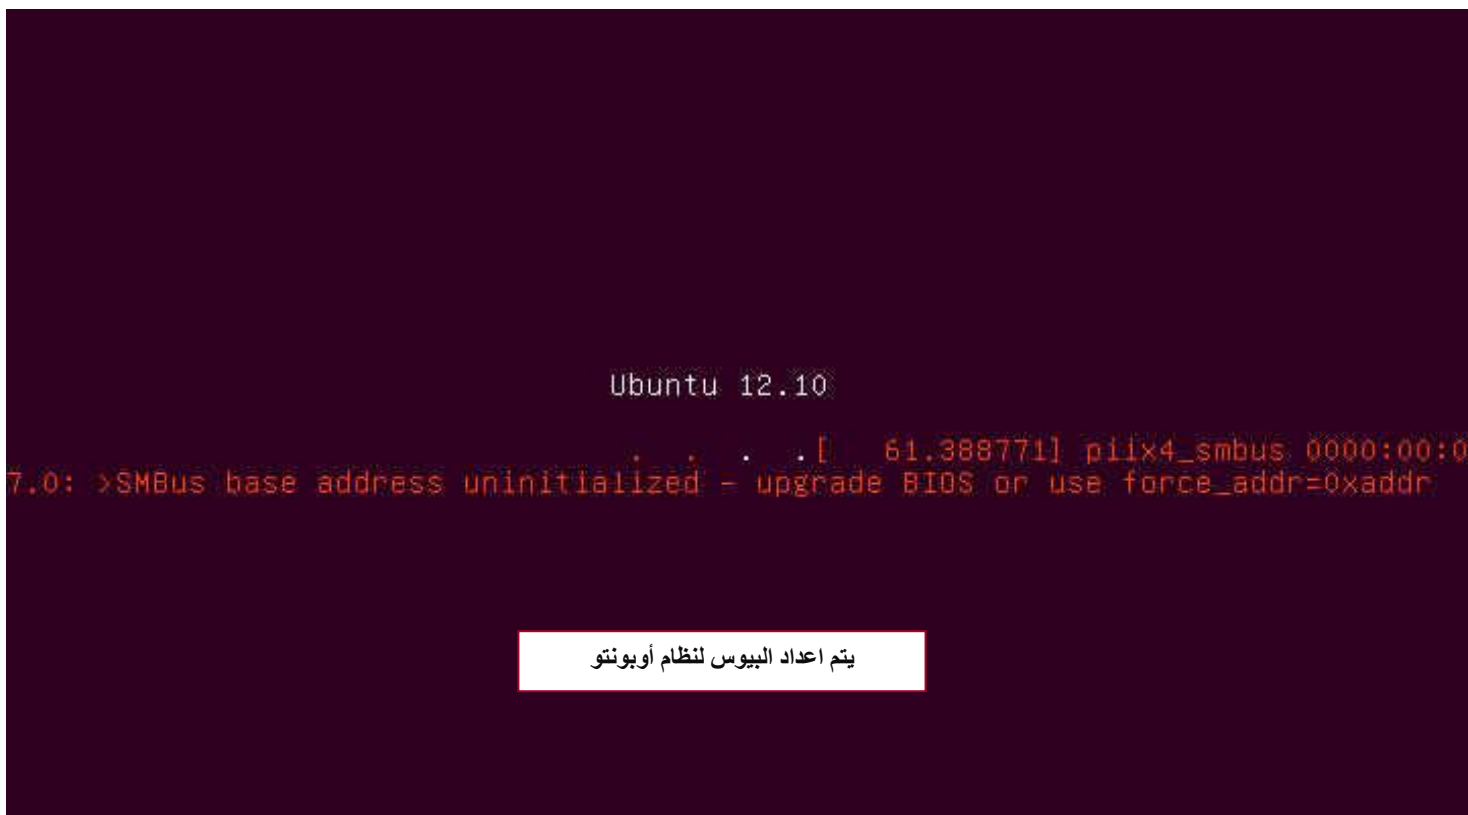 Ubuntu 12.10
. . . .[   61.388771] piix4_smbus 0000:00:0
7.0: >SMBus base address uninitialized - upgrade BIOS or use force_addr=0xaddr
يتم اعداد البيوس لنظام أوبونتو